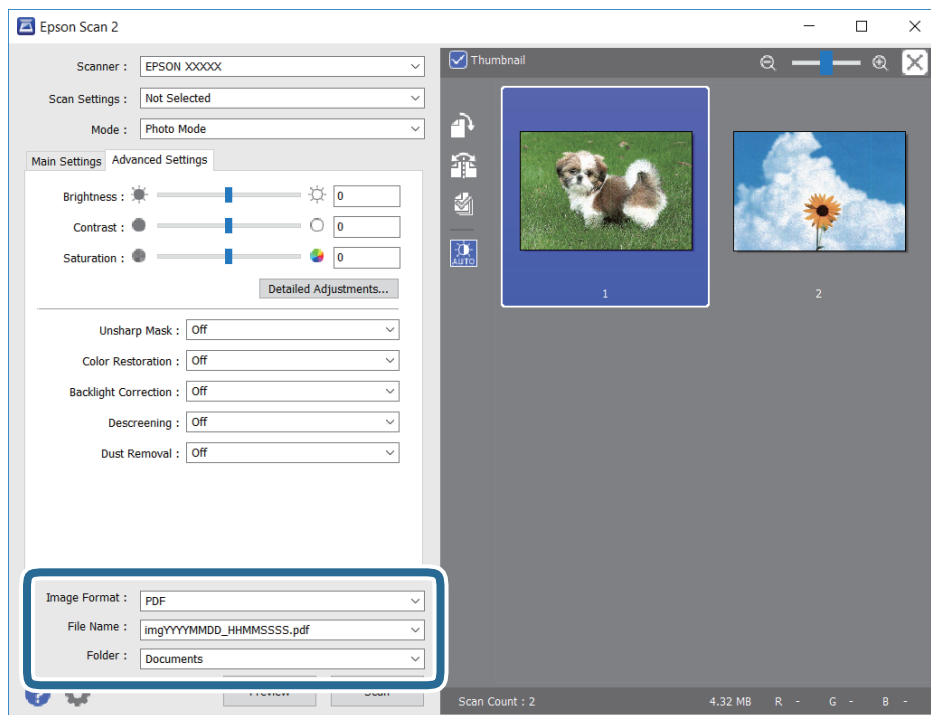 Epson Scan 2
Scanner : EPSON XXXXX
Scan Settings : Not Selected
Mode : Photo Mode
Main Settings Advanced Settings
Brightness : 0
Contrast : 0
Saturation : 0
Detailed Adjustments...
Unsharp Mask : Off
Color Restoration : Off
Backlight Correction : Off
Descreening : Off
Dust Removal : Off
Image Format : PDF
File Name : imgYYYYMMDD_HHMMSSSS.pdf
Folder : Documents
Preview Scan
Thumbnail
AUTO
1
2
Scan Count : 2 4.32 MB R - G - B -